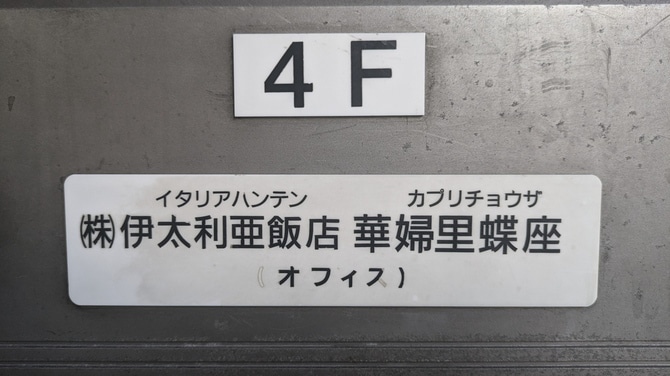 4F
イタリアハンテン カプリチョウザ
㈱伊太利亜飯店 華婦里蝶座
(オフィス)